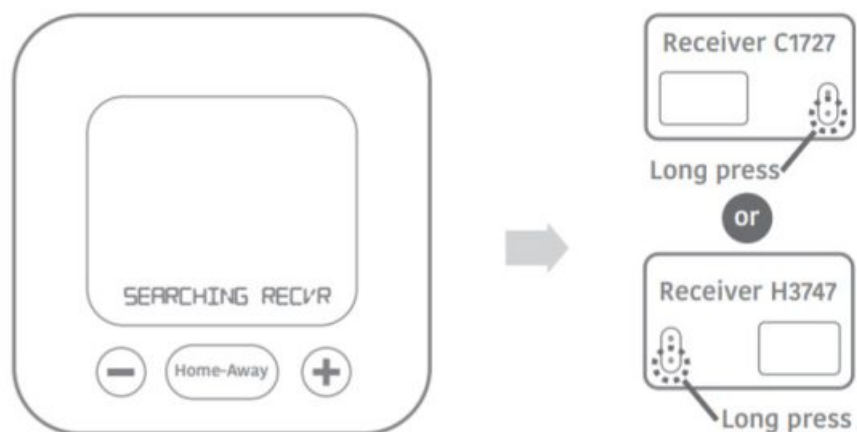 SEARCHING RECVR
Home-Away
Receiver C1727
Long press
or
Receiver H3747
Long press